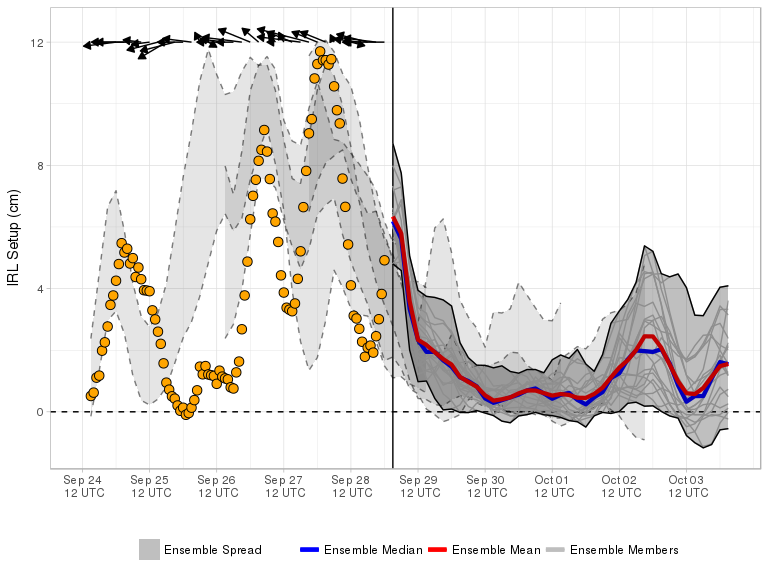 12
8
4
0
IRL Setup (cm)
Sep 24 Sep 25 Sep 26 Sep 27 Sep 28 Sep 29 Sep 30 Oct 01 Oct 02 Oct 03
12 UTC 12 UTC 12 UTC 12 UTC 12 UTC 12 UTC 12 UTC 12 UTC 12 UTC 12 UTC
Ensemble Spread Ensemble Median Ensemble Mean Ensemble Members